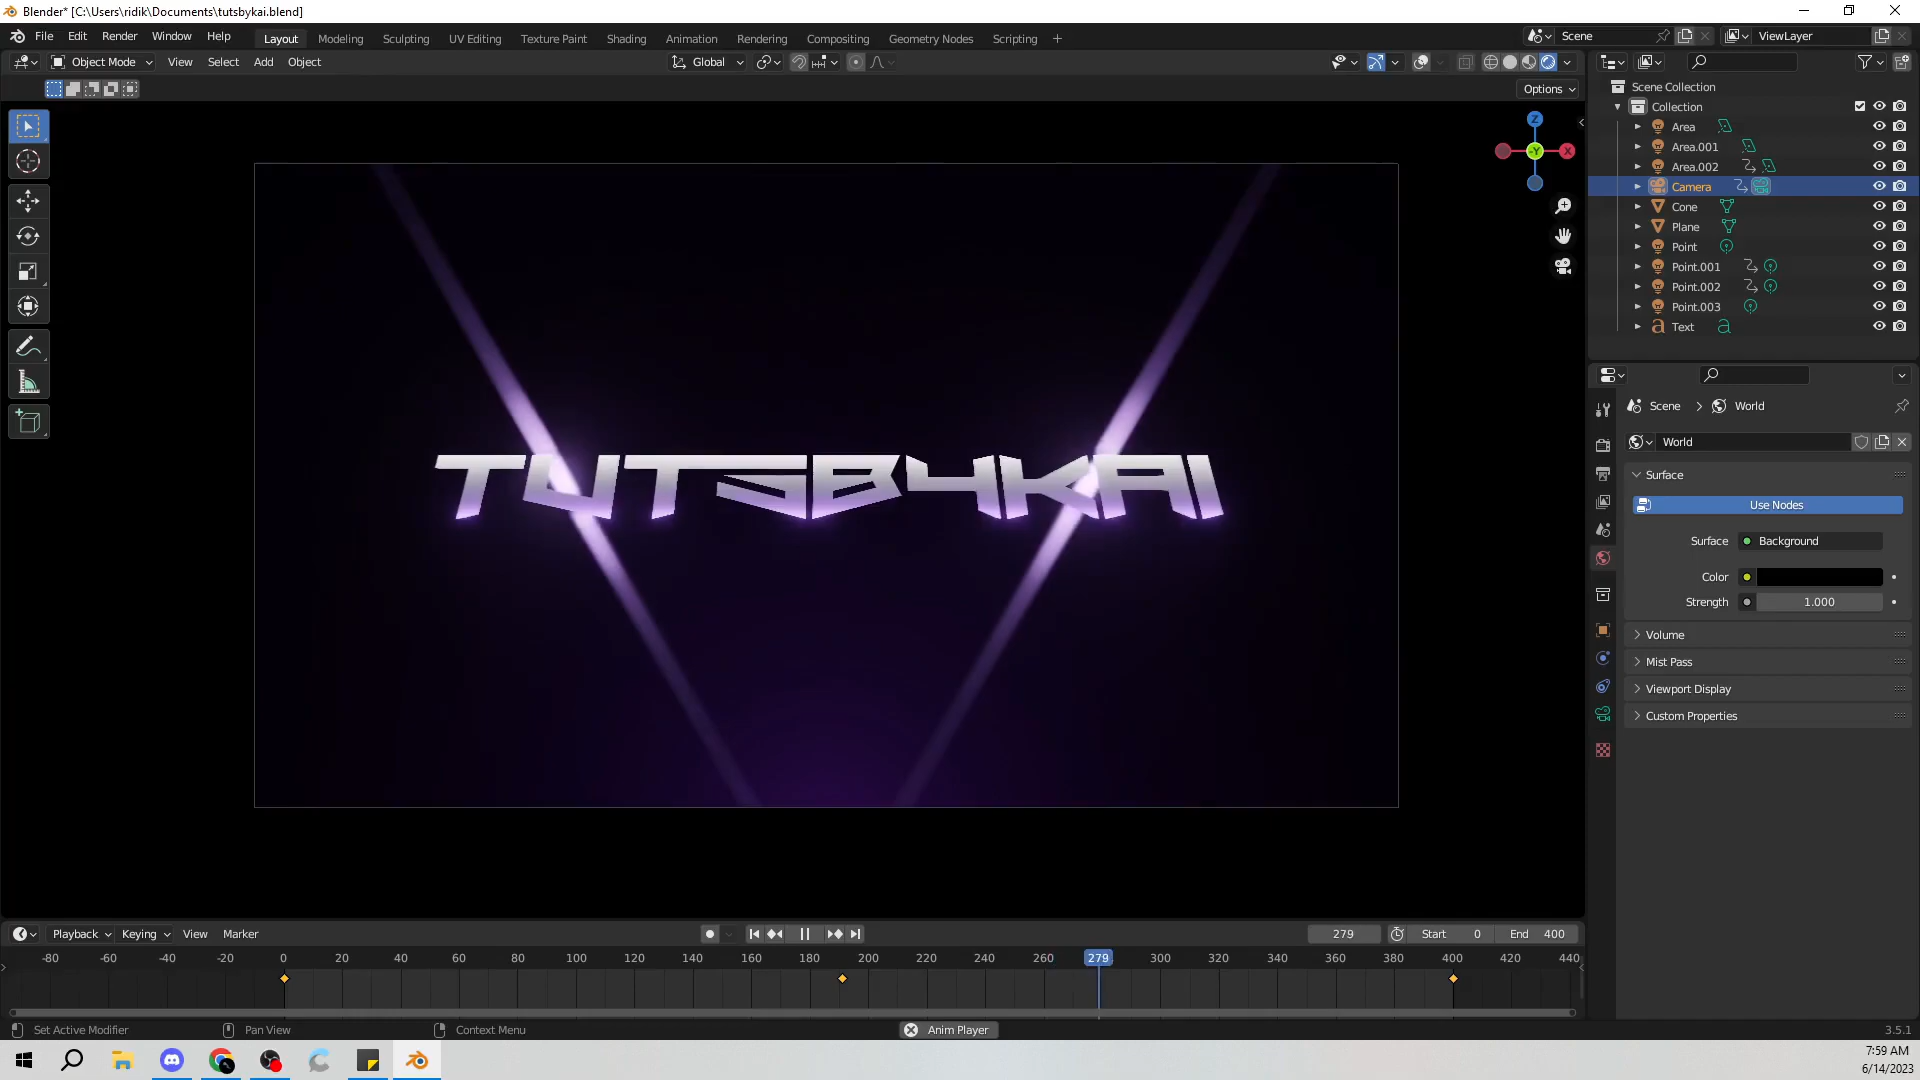 Blender* [C:\Users\ridik\Documents\tutsbykai.blend]
File Edit Render Window Help Layout Modeling Sculpting UV Editing Texture Paint Shading Animation Rendering Compositing Geometry Nodes Scripting + Scene ViewLayer
Object Mode View Select Add Object Global
Options
Scene Collection
Collection
Area
Area.001
Area.002
Camera
Cone
Plane
Point
Point.001
Point.002
Point.003
Text
Z
-Y X
TUTSBYKAI
Scene > World
World
Surface
Use Nodes
Surface Background
Color
Strength 1.000
Volume
Mist Pass
Viewport Display
Custom Properties
Playback Keying View Marker 279 Start 0 End 400
-80 -60 -40 -20 0 20 40 60 80 100 120 140 160 180 200 220 240 260 279 300 320 340 360 380 400 420 440
Set Active Modifier Pan View Context Menu Anim Player 3.5.1
7:59 AM
6/14/2023